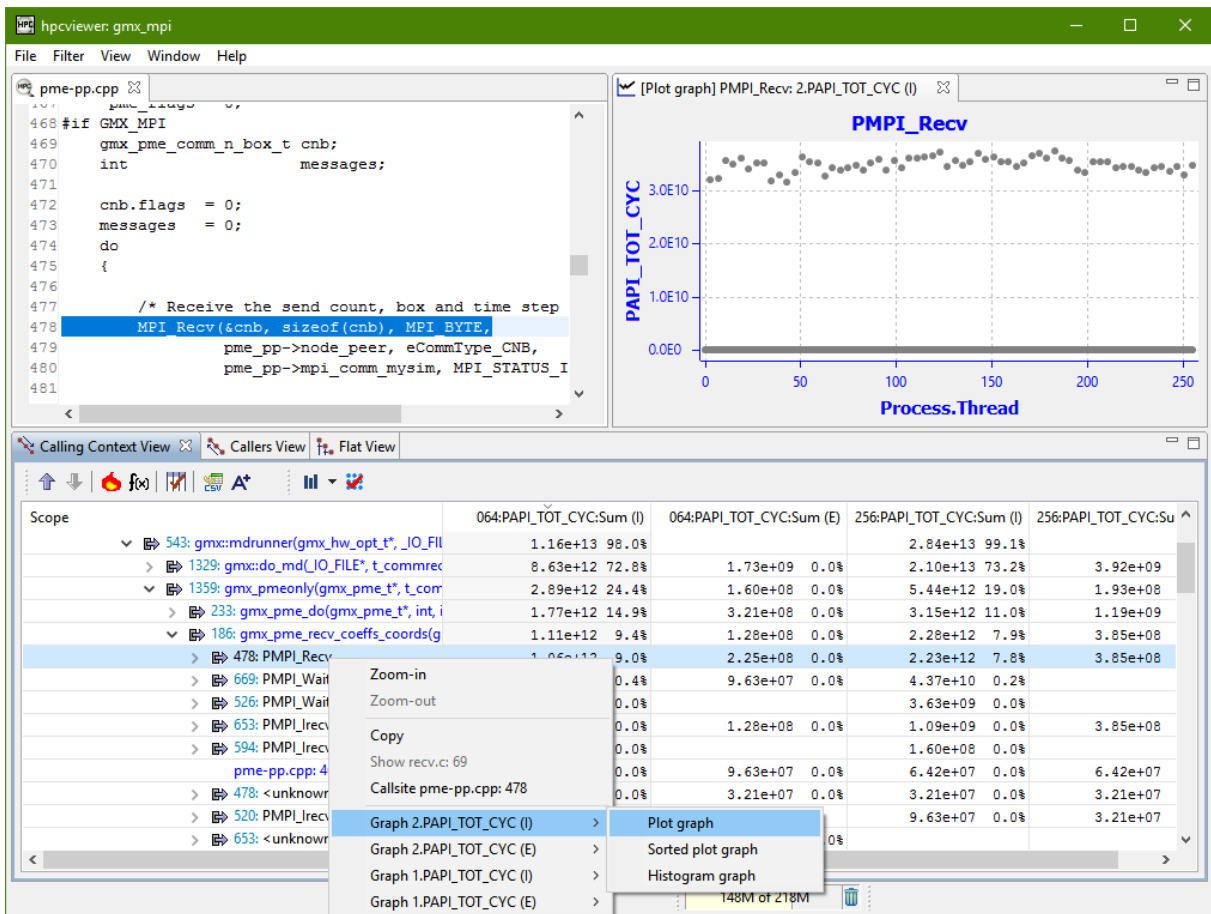 hpcviewer: gmx_mpi
File Filter View Window Help
pme-pp.cpp
467 pme_flags = 0;
468 #if GMX_MPI
469 gmx_pme_comm_n_box_t cnb;
470 int messages;
471
472 cnb.flags = 0;
473 messages = 0;
474 do
475 {
476
477 /* Receive the send count, box and time step
478 MPI_Recv(&cnb, sizeof(cnb), MPI_BYTE,
479 pme_pp->node_peer, eCommType_CNB,
480 pme_pp->mpi_comm_mysim, MPI_STATUS_I
481
[Plot graph] PMPI_Recv: 2.PAPI_TOT_CYC (I)
PMPI_Recv
PAPI_TOT_CYC
3.0E10
2.0E10
1.0E10
0.0E0
0 50 100 150 200 250
Process.Thread
Calling Context View Callers View Flat View
f(x) CSV A+
Scope 064:PAPI_TOT_CYC:Sum (I) 064:PAPI_TOT_CYC:Sum (E) 256:PAPI_TOT_CYC:Sum (I) 256:PAPI_TOT_CYC:Su
543: gmx::mdrunner(gmx_hw_opt_t*, _IO_FIL 1.16e+13 98.0% 2.84e+13 99.1%
1329: gmx::do_md(_IO_FILE*, t_commrec 8.63e+12 72.8% 1.73e+09 0.0% 2.10e+13 73.2% 3.92e+09
1359: gmx_pmeonly(gmx_pme_t*, t_com 2.89e+12 24.4% 1.60e+08 0.0% 5.44e+12 19.0% 1.93e+08
233: gmx_pme_do(gmx_pme_t*, int, i 1.77e+12 14.9% 3.21e+08 0.0% 3.15e+12 11.0% 1.19e+09
186: gmx_pme_recv_coeffs_coords(g 1.11e+12 9.4% 1.28e+08 0.0% 2.28e+12 7.9% 3.85e+08
478: PMPI_Recv 1.06e+12 9.0% 2.25e+08 0.0% 2.23e+12 7.8% 3.85e+08
669: PMPI_Wait 0.4% 9.63e+07 0.0% 4.37e+10 0.2%
526: PMPI_Wait 0.0% 3.63e+09 0.0%
653: PMPI_Irecv 0.0% 1.28e+08 0.0% 1.09e+09 0.0% 3.85e+08
594: PMPI_Irecv 0.0% 1.60e+08 0.0%
pme-pp.cpp: 4 0.0% 9.63e+07 0.0% 6.42e+07 0.0% 6.42e+07
478: <unknown 0.0% 3.21e+07 0.0% 3.21e+07 0.0% 3.21e+07
520: PMPI_Irecv 9.63e+07 0.0% 3.21e+07
653: <unknown .0%
Zoom-in
Zoom-out
Copy
Show recv.c: 69
Callsite pme-pp.cpp: 478
Graph 2.PAPI_TOT_CYC (I)
Graph 2.PAPI_TOT_CYC (E)
Graph 1.PAPI_TOT_CYC (I)
Graph 1.PAPI_TOT_CYC (E)
Plot graph
Sorted plot graph
Histogram graph
148M of 218M